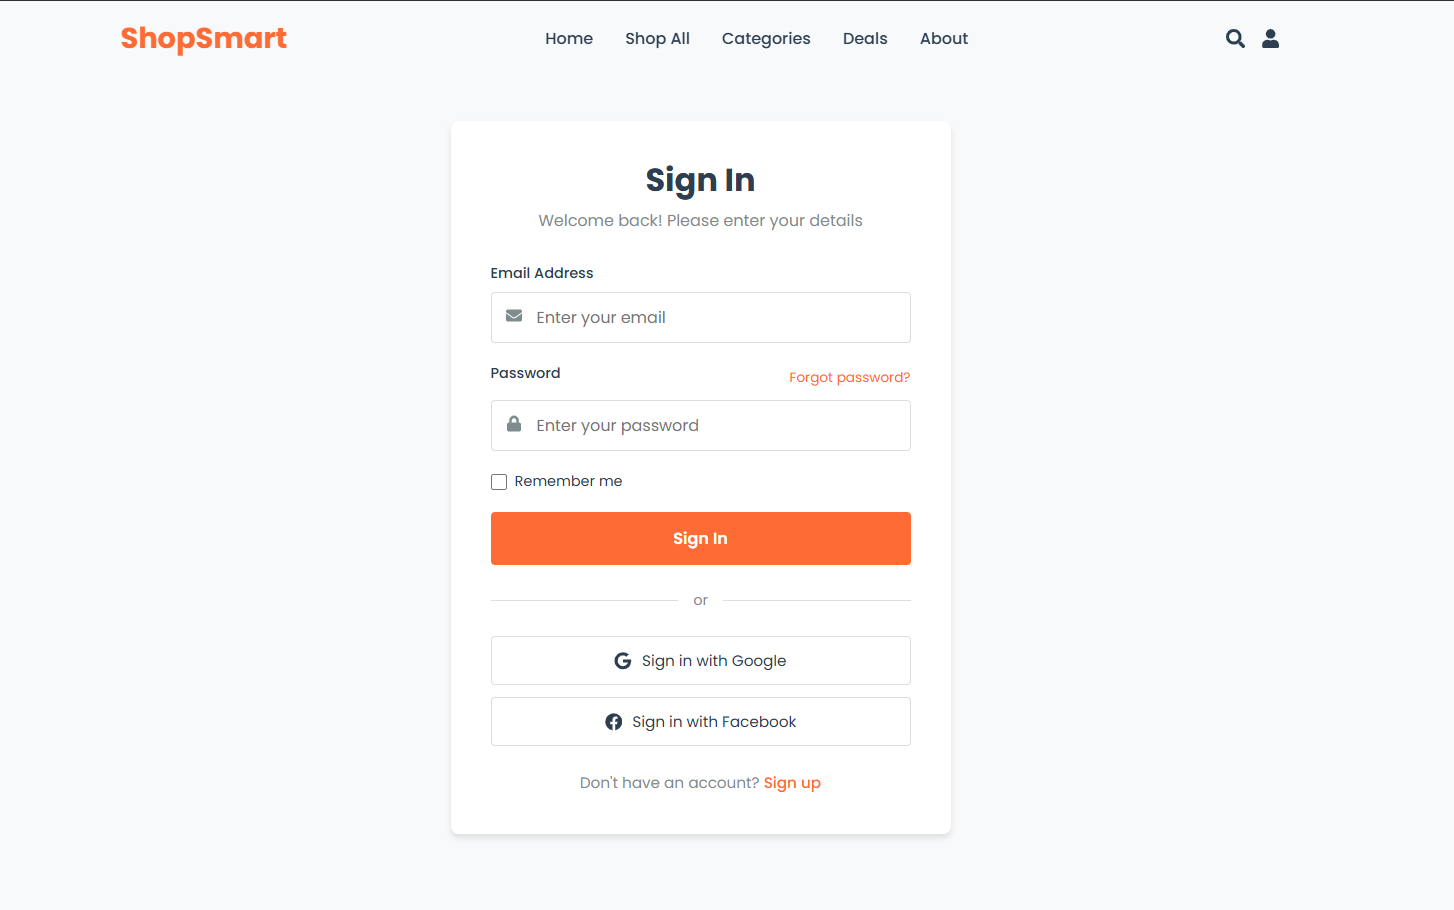 ShopSmart
Home Shop All Categories Deals About
Sign In
Welcome back! Please enter your details
Email Address
Enter your email
Password Forgot password?
Enter your password
Remember me
Sign In
or
Sign in with Google
Sign in with Facebook
Don't have an account? Sign up